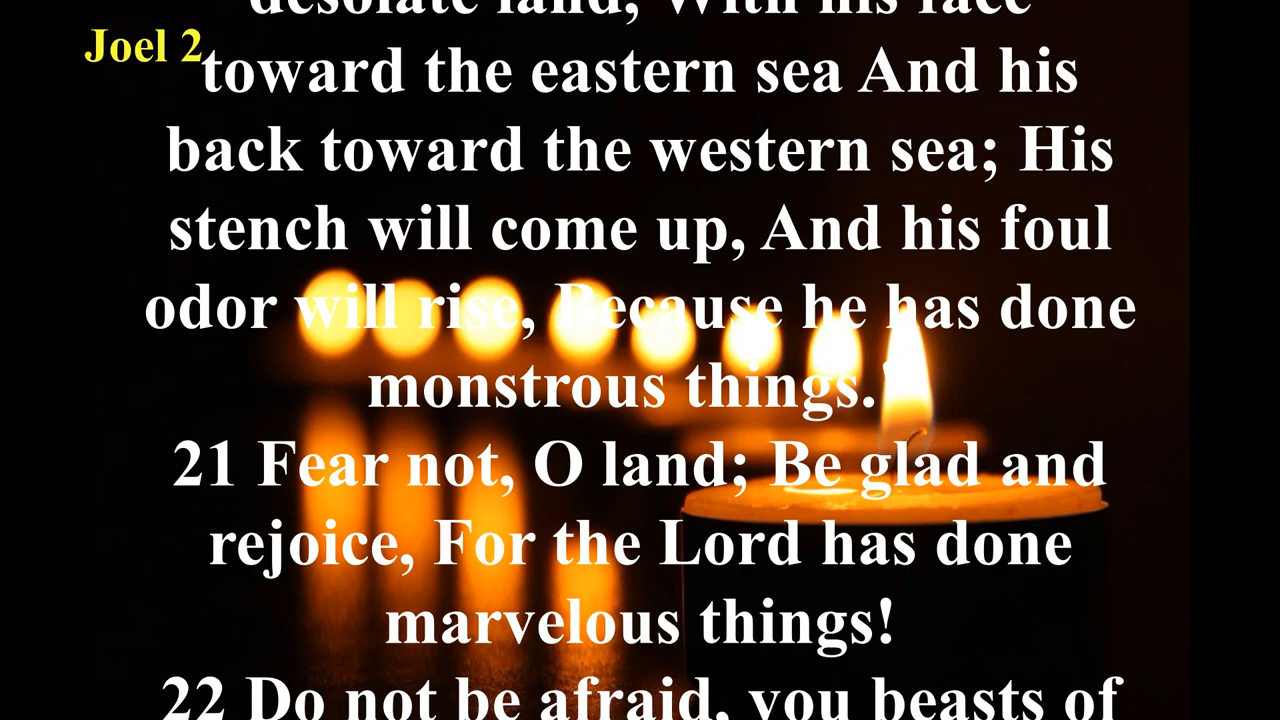 desolate land, With his face
Joel 2
toward the eastern sea And his
back toward the western sea; His
stench will come up, And his foul
odor will rise, Because he has done
monstrous things."
21 Fear not, O land; Be glad and
rejoice, For the Lord has done
marvelous things!
22 Do not be afraid, you beasts of